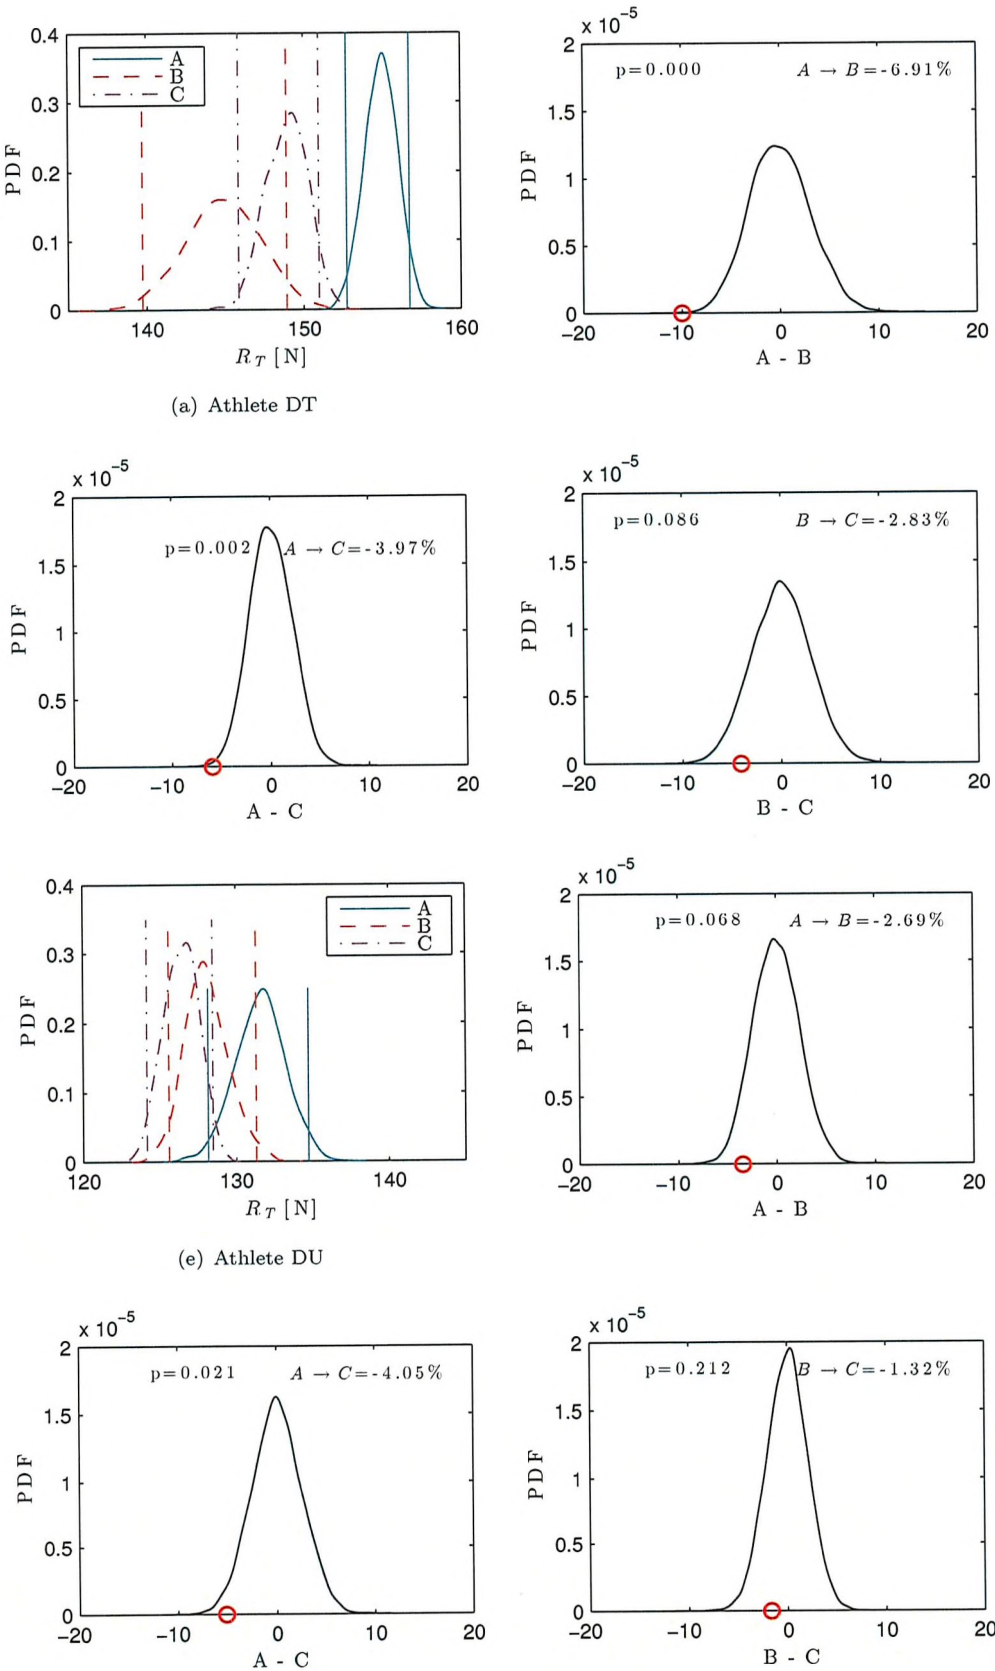 0.4
A
B
C
0.3
0.2
0.1
0
PDF
140 150 160
R_T [N]
(a) Athlete DT
x 10^-5
2
p=0.000 A → B=-6.91%
1.5
1
0.5
0
PDF
-20 -10 0 10 20
A - B
x 10^-5
2
p=0.002 A → C=-3.97%
1.5
1
0.5
0
PDF
-20 -10 0 10 20
A - C
x 10^-5
2
p=0.086 B → C=-2.83%
1.5
1
0.5
0
PDF
-20 -10 0 10 20
B - C
0.4
A
B
C
0.3
0.2
0.1
0
PDF
120 130 140
R_T [N]
(e) Athlete DU
x 10^-5
2
p=0.068 A → B=-2.69%
1.5
1
0.5
0
PDF
-20 -10 0 10 20
A - B
x 10^-5
2
p=0.021 A → C=-4.05%
1.5
1
0.5
0
PDF
-20 -10 0 10 20
A - C
x 10^-5
2
p=0.212 B → C=-1.32%
1.5
1
0.5
0
PDF
-20 -10 0 10 20
B - C